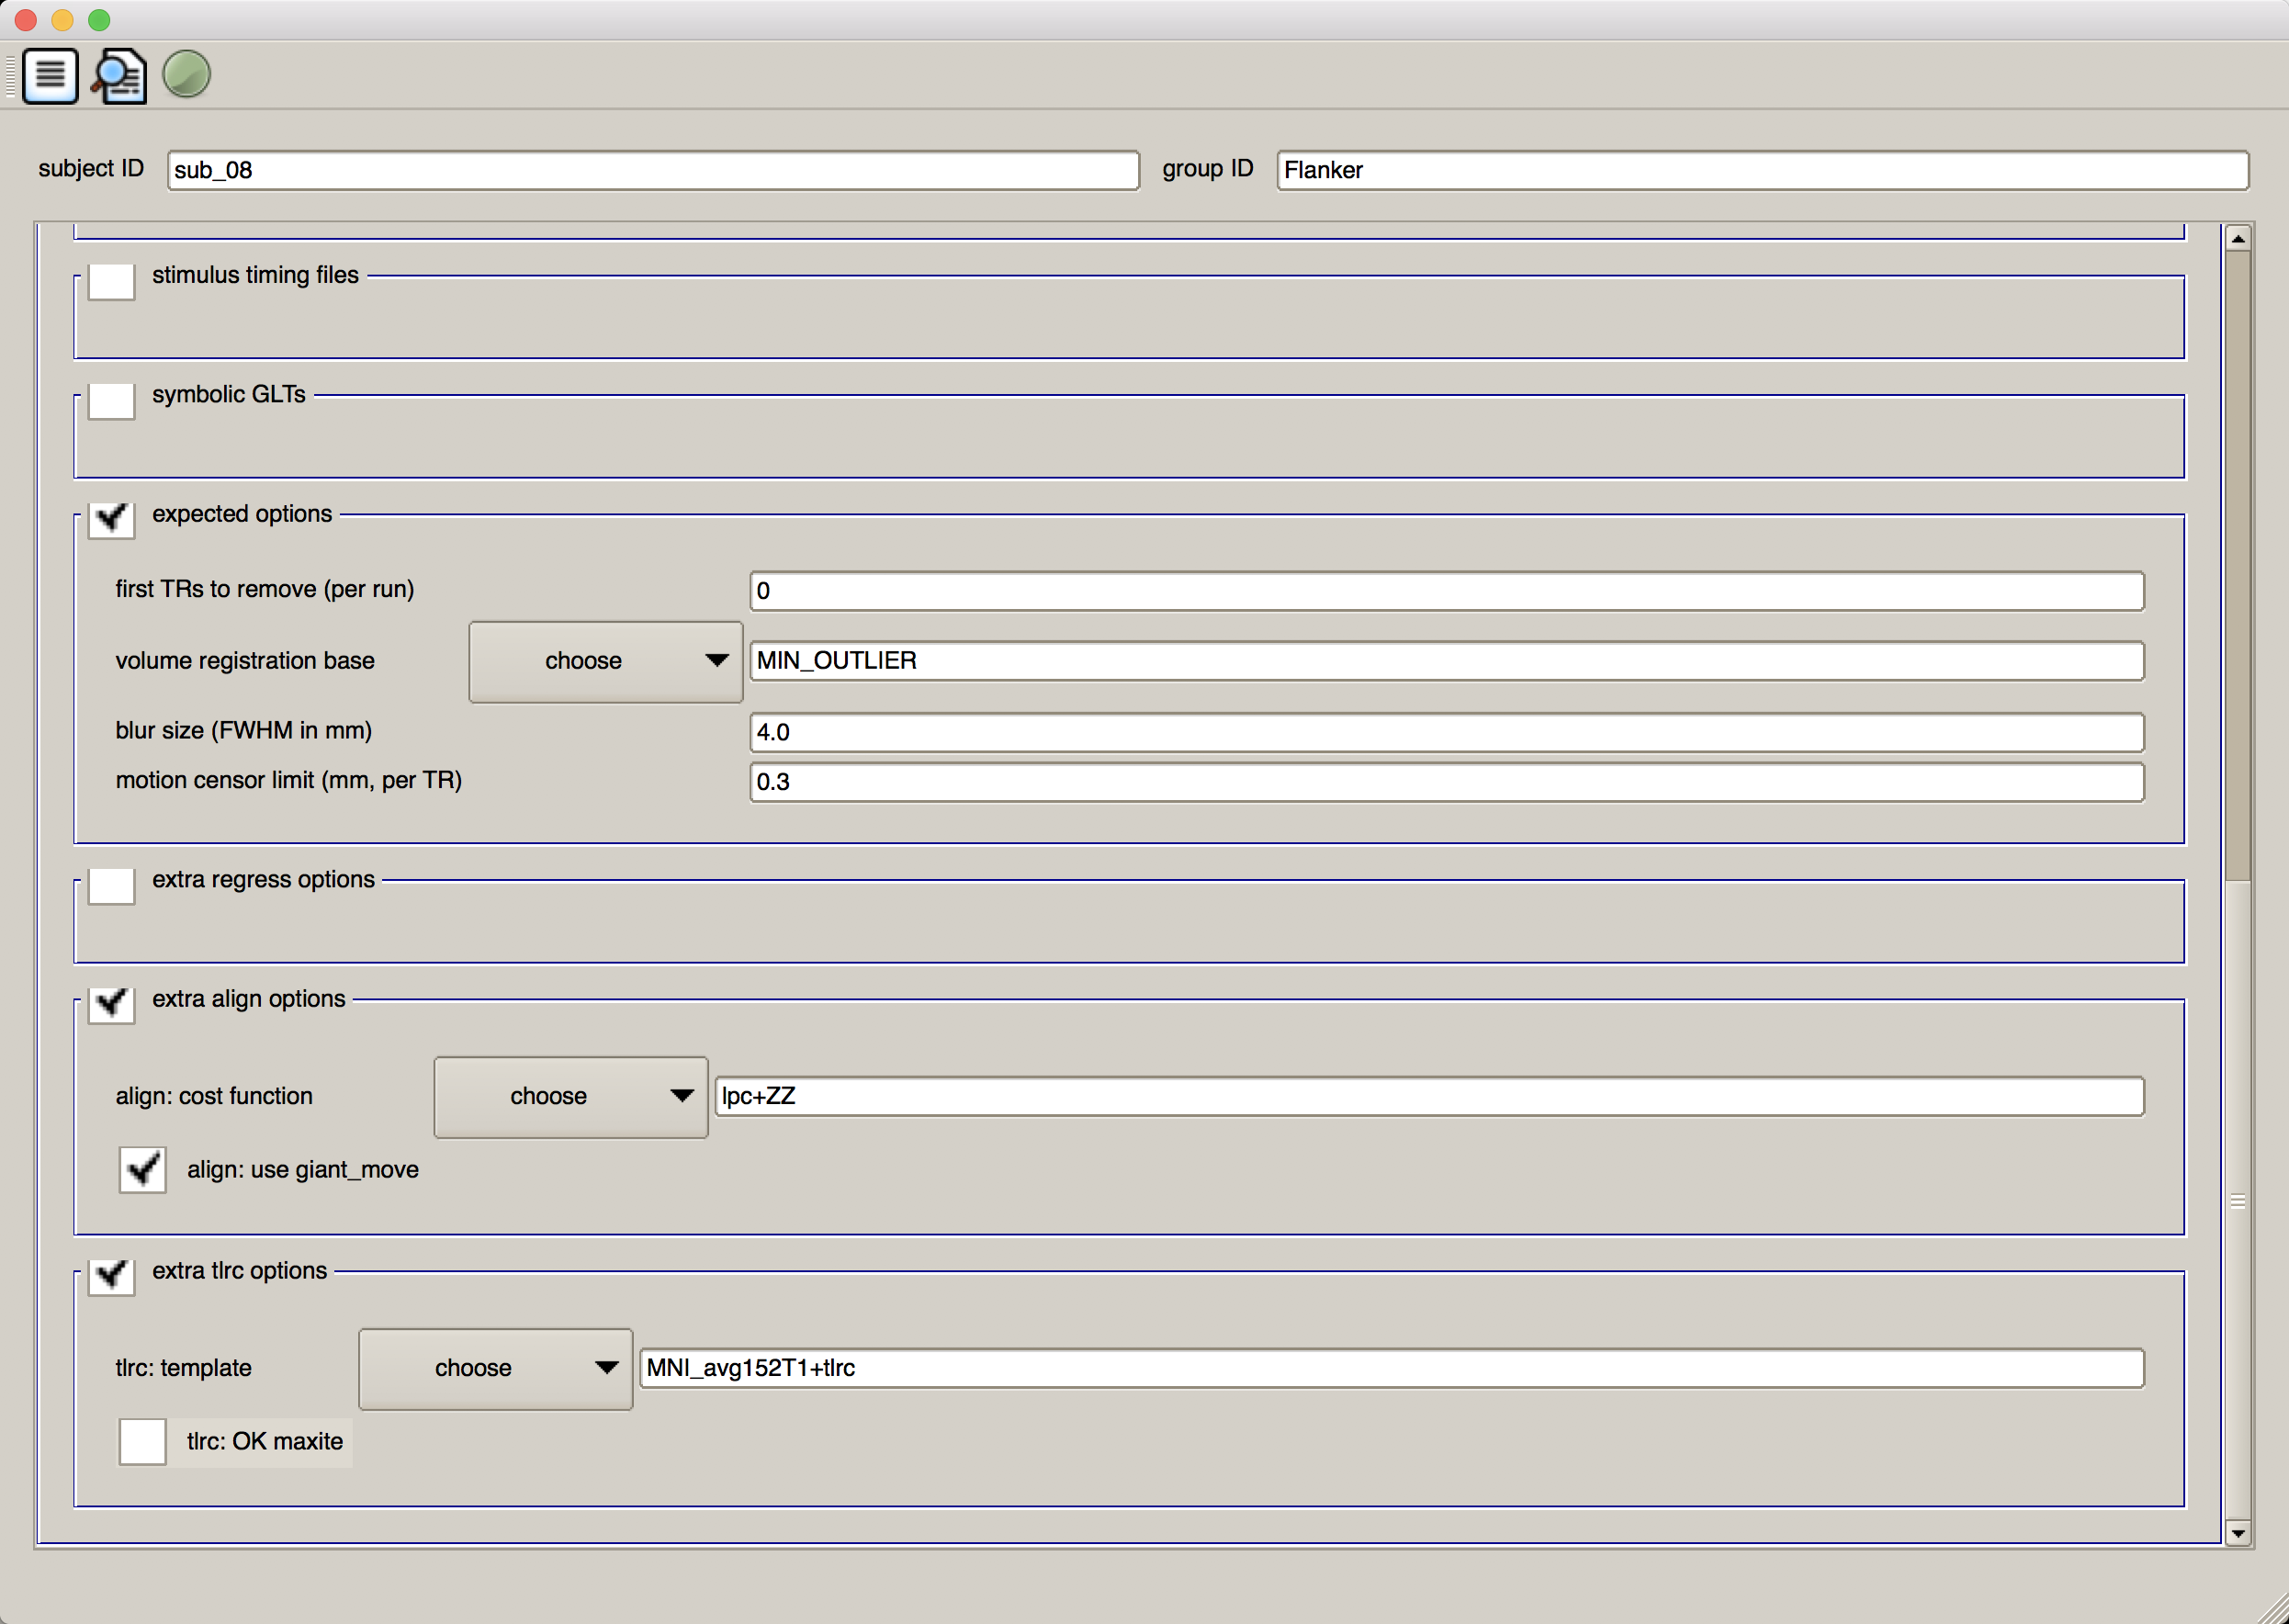 subject ID sub_08 group ID Flanker
stimulus timing files
symbolic GLTs
expected options
first TRs to remove (per run) 0
volume registration base choose MIN_OUTLIER
blur size (FWHM in mm) 4.0
motion censor limit (mm, per TR) 0.3
extra regress options
extra align options
align: cost function choose lpc+ZZ
align: use giant_move
extra tlrc options
tlrc: template choose MNI_avg152T1+tlrc
tlrc: OK maxite